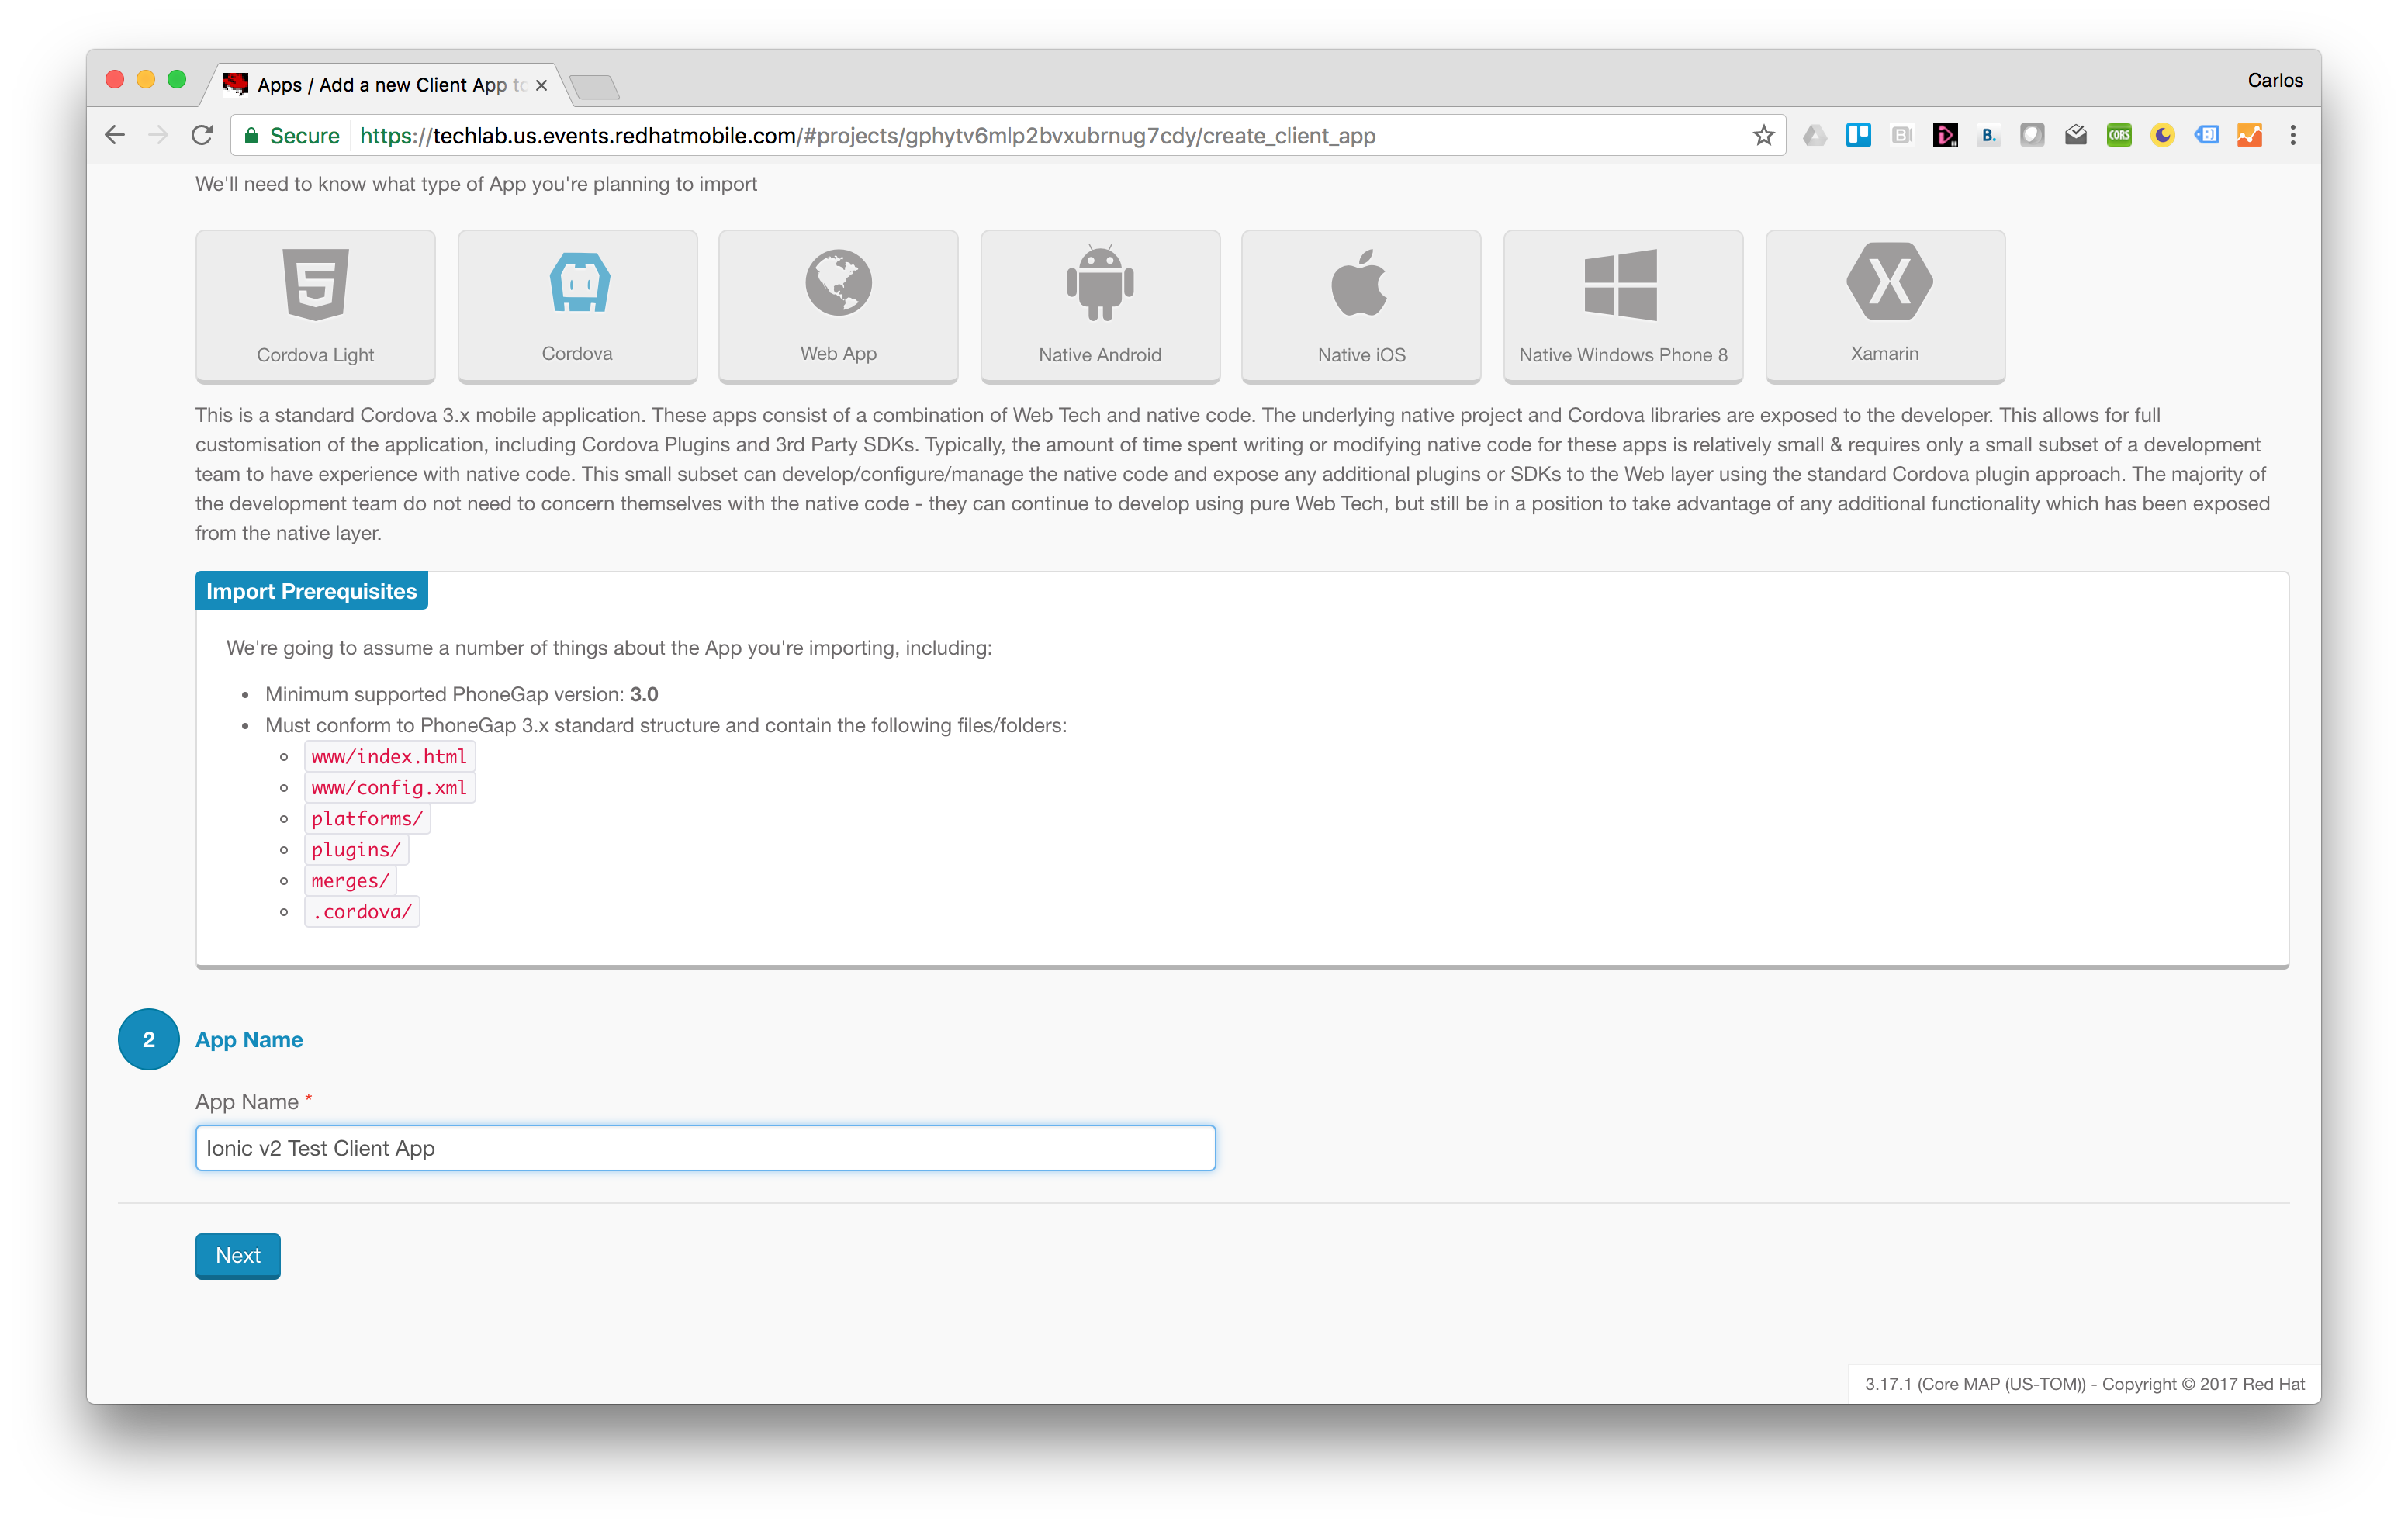 Apps / Add a new Client App to
Carlos
Secure https://techlab.us.events.redhatmobile.com/#projects/gphytv6mlp2bvxubrnug7cdy/create_client_app
B.
CORS
We'll need to know what type of App you're planning to import
Cordova Light
Cordova
Web App
Native Android
Native iOS
Native Windows Phone 8
Xamarin
This is a standard Cordova 3.x mobile application. These apps consist of a combination of Web Tech and native code. The underlying native project and Cordova libraries are exposed to the developer. This allows for full
customisation of the application, including Cordova Plugins and 3rd Party SDKs. Typically, the amount of time spent writing or modifying native code for these apps is relatively small & requires only a small subset of a development
team to have experience with native code. This small subset can develop/configure/manage the native code and expose any additional plugins or SDKs to the Web layer using the standard Cordova plugin approach. The majority of
the development team do not need to concern themselves with the native code - they can continue to develop using pure Web Tech, but still be in a position to take advantage of any additional functionality which has been exposed
from the native layer.
Import Prerequisites
We're going to assume a number of things about the App you're importing, including:
Minimum supported PhoneGap version: 3.0
Must conform to PhoneGap 3.x standard structure and contain the following files/folders:
www/index.html
www/config.xml
platforms/
plugins/
merges/
.cordova/
2 App Name
App Name *
Ionic v2 Test Client App
Next
3.17.1 (Core MAP (US-TOM)) - Copyright © 2017 Red Hat